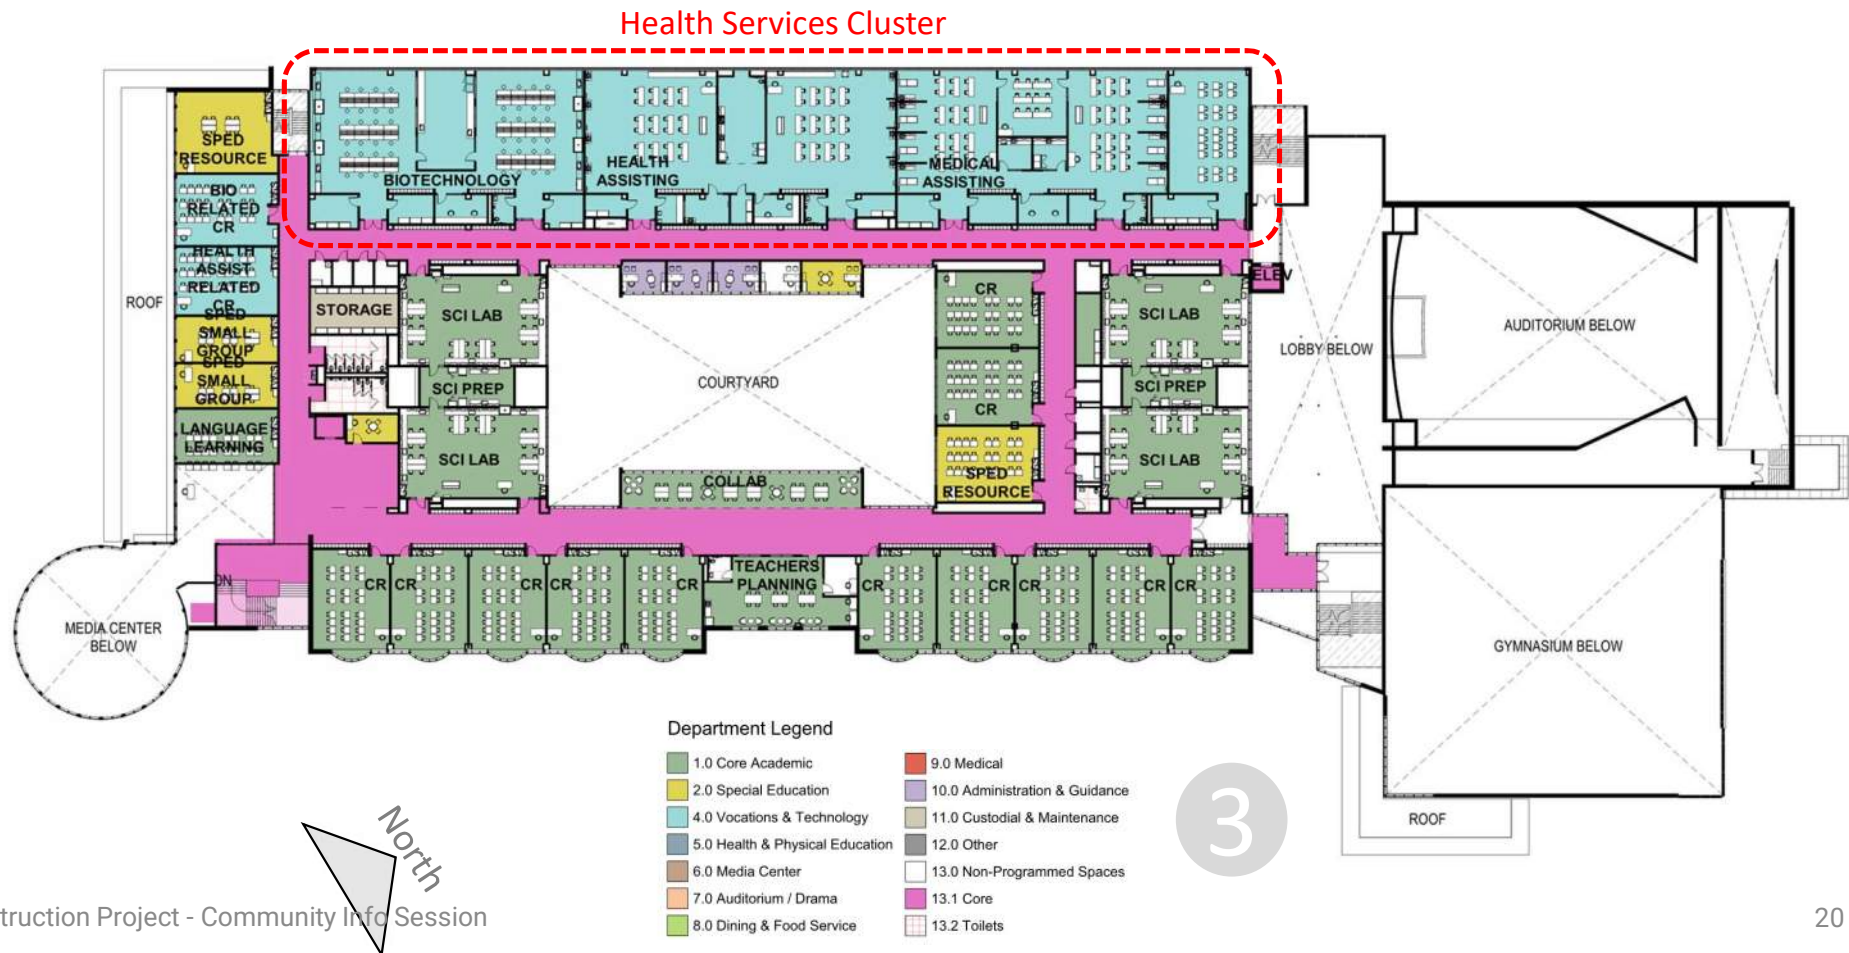 Health Services Cluster
SPED
RESOURCE
BIO
RELATED
CR
HEALTH
ASSIST
RELATED
CR
SPED
SMALL
GROUP
SPED
SMALL
GROUP
LANGUAGE
LEARNING
ROOF
BIOTECHNOLOGY
HEALTH
ASSISTING
MEDICAL
ASSISTING
STORAGE
SCI LAB
SCI PREP
SCI LAB
COURTYARD
COLLAB
CR
CR
SPED
RESOURCE
SCI LAB
SCI PREP
SCI LAB
ELEV
LOBBY BELOW
AUDITORIUM BELOW
GYMNASIUM BELOW
ROOF
MEDIA CENTER
BELOW
DN
CR
CR
CR
CR
CR
TEACHERS
PLANNING
CR
CR
CR
CR
CR
Department Legend
1.0 Core Academic
2.0 Special Education
4.0 Vocations & Technology
5.0 Health & Physical Education
6.0 Media Center
7.0 Auditorium / Drama
8.0 Dining & Food Service
9.0 Medical
10.0 Administration & Guidance
11.0 Custodial & Maintenance
12.0 Other
13.0 Non-Programmed Spaces
13.1 Core
13.2 Toilets
3
North
truction Project - Community Info Session
20